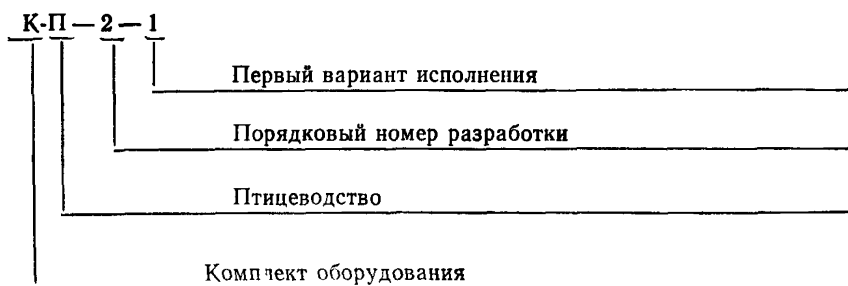 К-П — 2 — 1
Первый вариант исполнения
Порядковый номер разработки
Птицеводство
Комплект оборудования